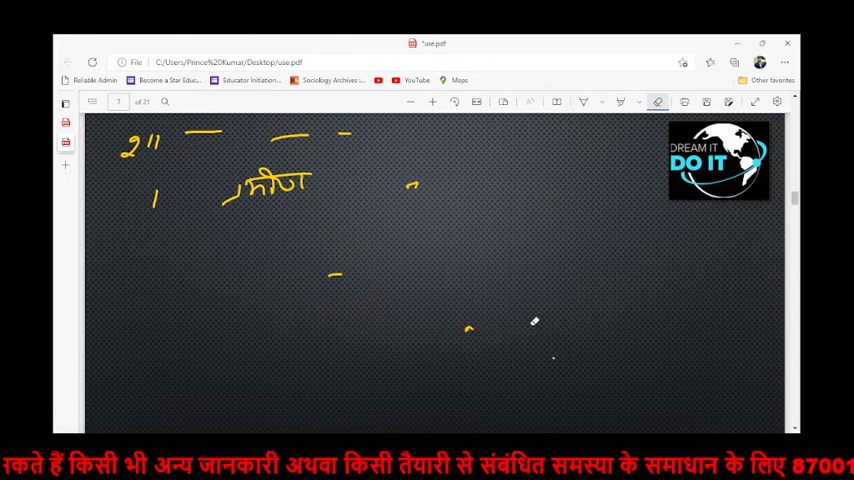 *use.pdf
File C:/Users/Prince%20Kumar/Desktop/use.pdf
Reliable Admin Become a Star Educ... Educator Initiation... Sociology Archives :... YouTube Maps Other favorites
7 of 21
DREAM IT
DO IT
2"
सकते हैं किसी भी अन्य जानकारी अथवा किसी तैयारी से संबंधित समस्या के समाधान के लिए 87001